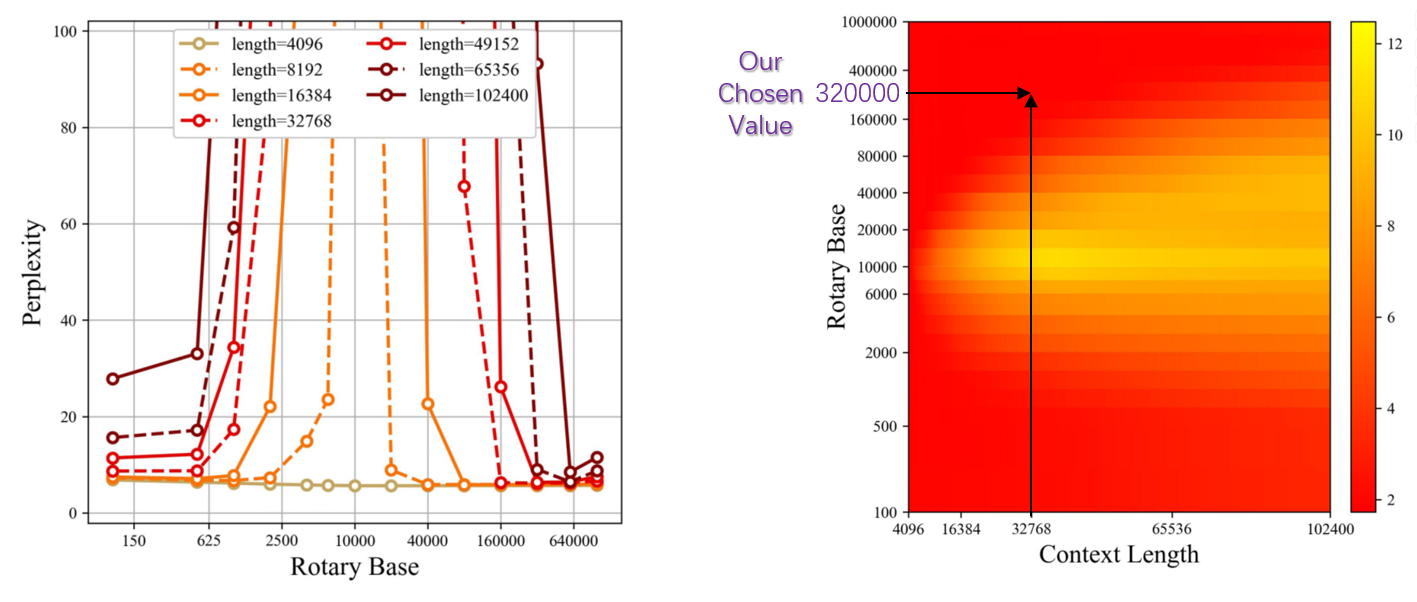 100
80
60
40
20
0
Perplexity
length=4096
length=8192
length=16384
length=32768
length=49152
length=65356
length=102400
150 625 2500 10000 40000 160000 640000
Rotary Base
Our
Chosen
Value
320000
1000000
400000
160000
80000
40000
20000
10000
6000
2000
500
100
Rotary Base
4096 16384 32768 65536 102400
Context Length
12
10
8
6
4
2